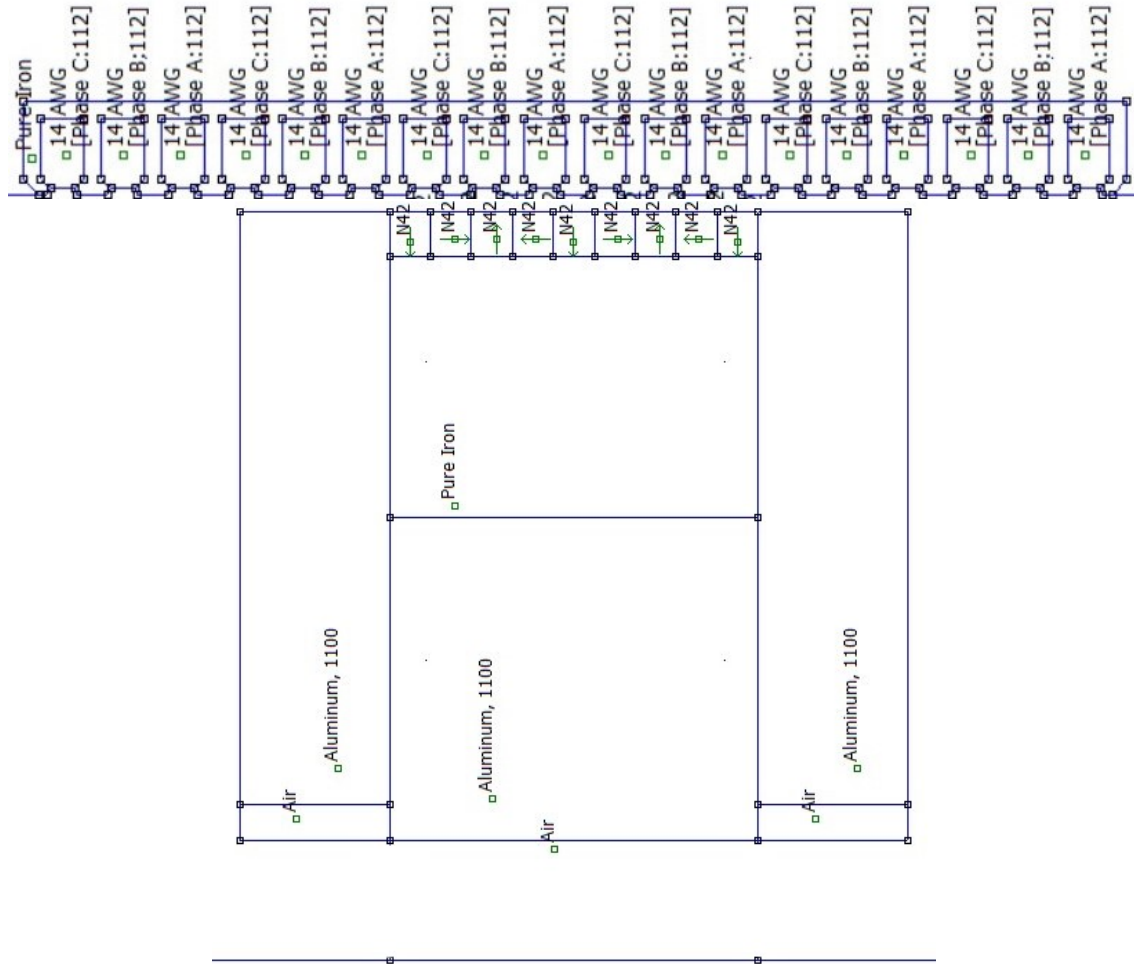 Pure Iron
14 AWG
[Phase C:112]
14 AWG
[Phase B:112]
14 AWG
[Phase A:112]
14 AWG
[Phase C:112]
14 AWG
[Phase B:112]
14 AWG
[Phase A:112]
14 AWG
[Phase C:112]
14 AWG
[Phase B:112]
14 AWG
[Phase A:112]
14 AWG
[Phase C:112]
14 AWG
[Phase B:112]
14 AWG
[Phase A:112]
14 AWG
[Phase C:112]
14 AWG
[Phase B:112]
14 AWG
[Phase A:112]
14 AWG
[Phase C:112]
14 AWG
[Phase B:112]
14 AWG
[Phase A:112]
N42
N42
N42
N42
N42
N42
N42
N42
N42
Pure Iron
Aluminum, 1100
Aluminum, 1100
Aluminum, 1100
Air
Air
Air